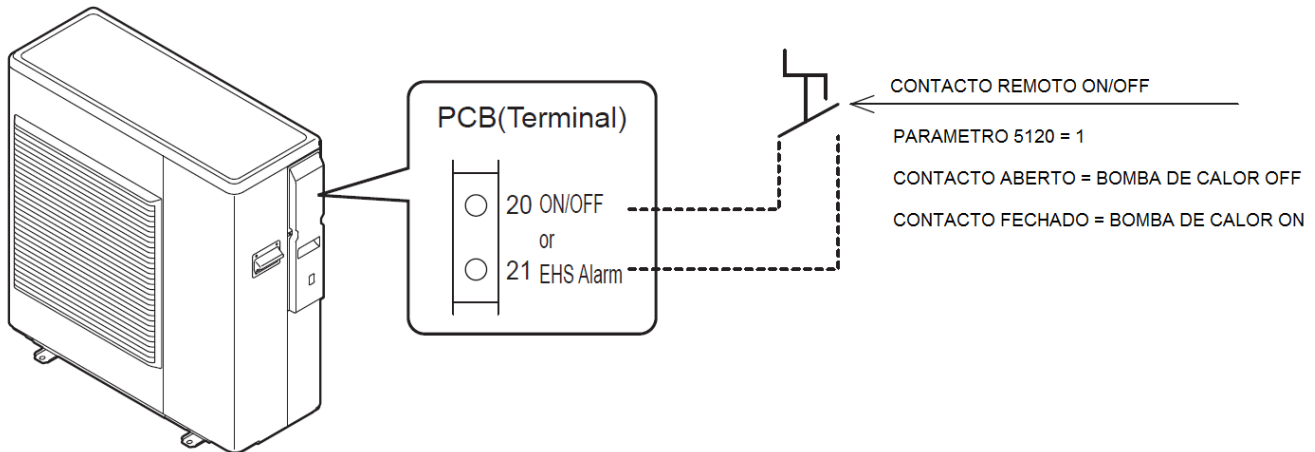 PCB(Terminal)
20 ON/OFF
or
21 EHS Alarm
CONTACTO REMOTO ON/OFF
PARAMETRO 5120 = 1
CONTACTO ABERTO = BOMBA DE CALOR OFF
CONTACTO FECHADO = BOMBA DE CALOR ON